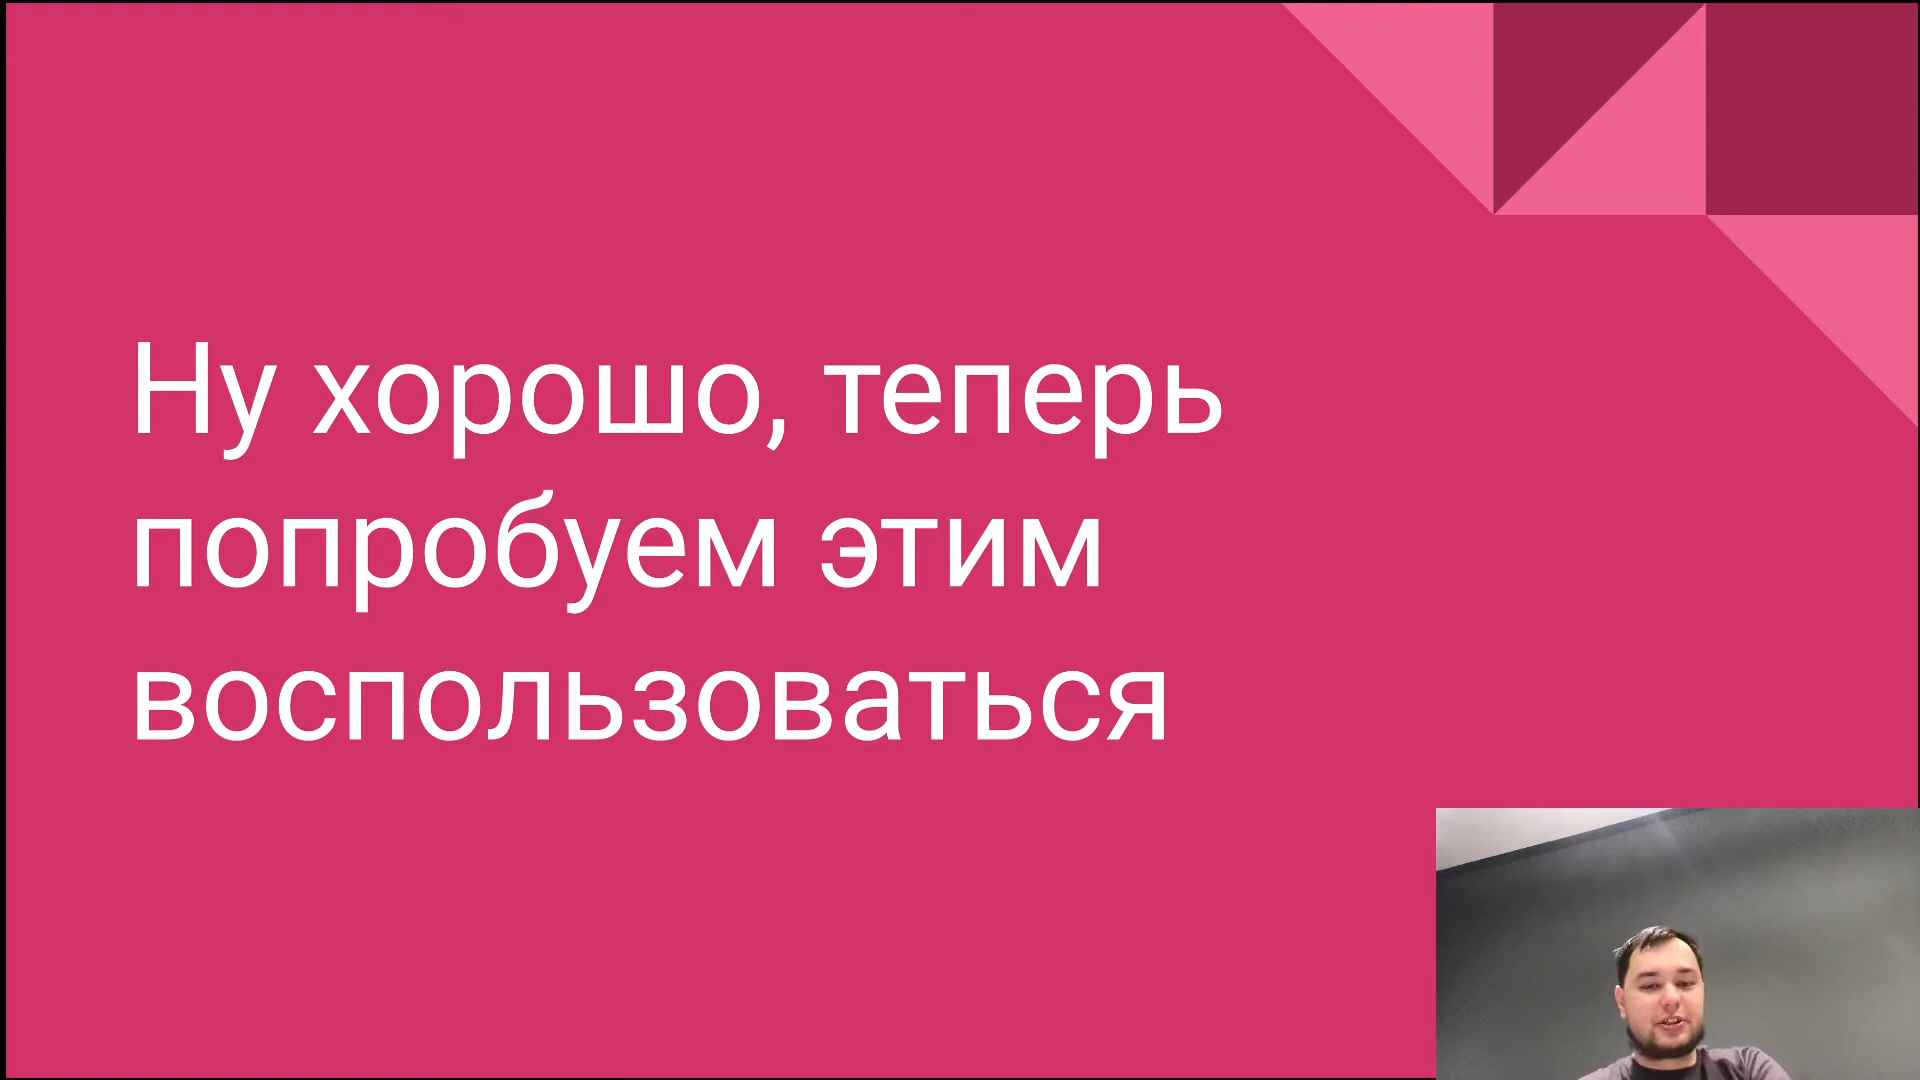 Ну хорошо, теперь
попробуем этим
воспользоваться